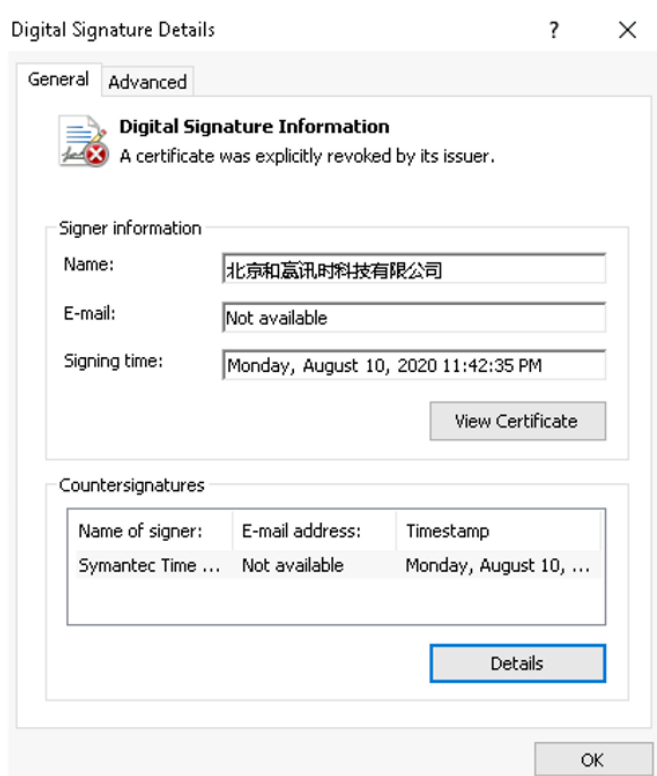 Digital Signature Details
?
General
Advanced
Digital Signature Information
A certificate was explicitly revoked by its issuer.
Signer information
Name:
北京和赢讯时科技有限公司
E-mail:
Not available
Signing time:
Monday, August 10, 2020 11:42:35 PM
View Certificate
Countersignatures
Name of signer: E-mail address: Timestamp
Symantec Time ... Not available Monday, August 10, ...
Details
OK